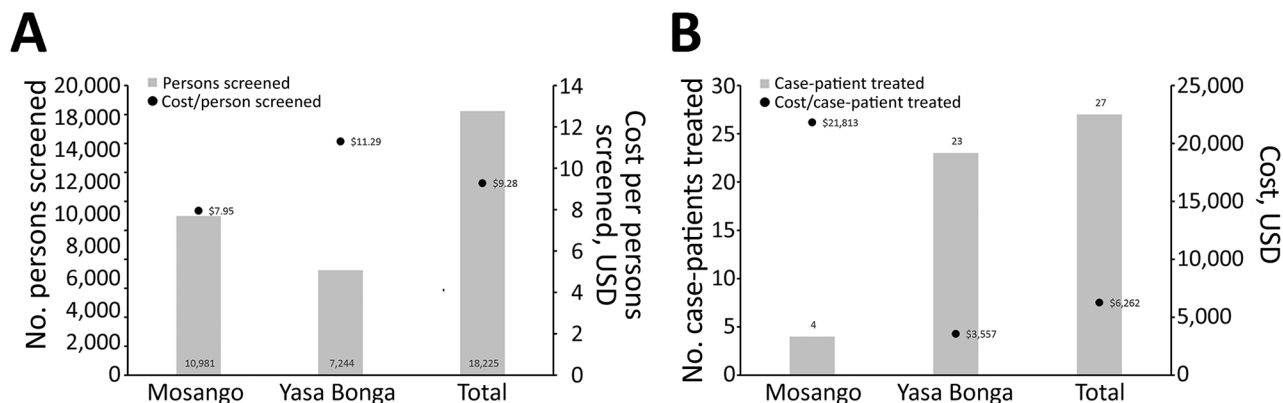 A
No. persons screened
20,000
18,000
14,000
12,000
10,000
8,000
6,000
4,000
2,000
0
Persons screened
Cost/person screened
$7.95
$11.29
$9.28
10,981
7,244
18,225
Mosango
Yasa Bonga
Total
14
12
10
8
6
4
2
0
Cost per persons
screened, USD
B
No. case-patients treated
30
25
20
15
10
5
0
Case-patient treated
Cost/case-patient treated
$21,813
4
23
$3,557
27
$6,262
Mosango
Yasa Bonga
Total
25,000
20,000
15,000
10,000
5,000
0
Cost, USD